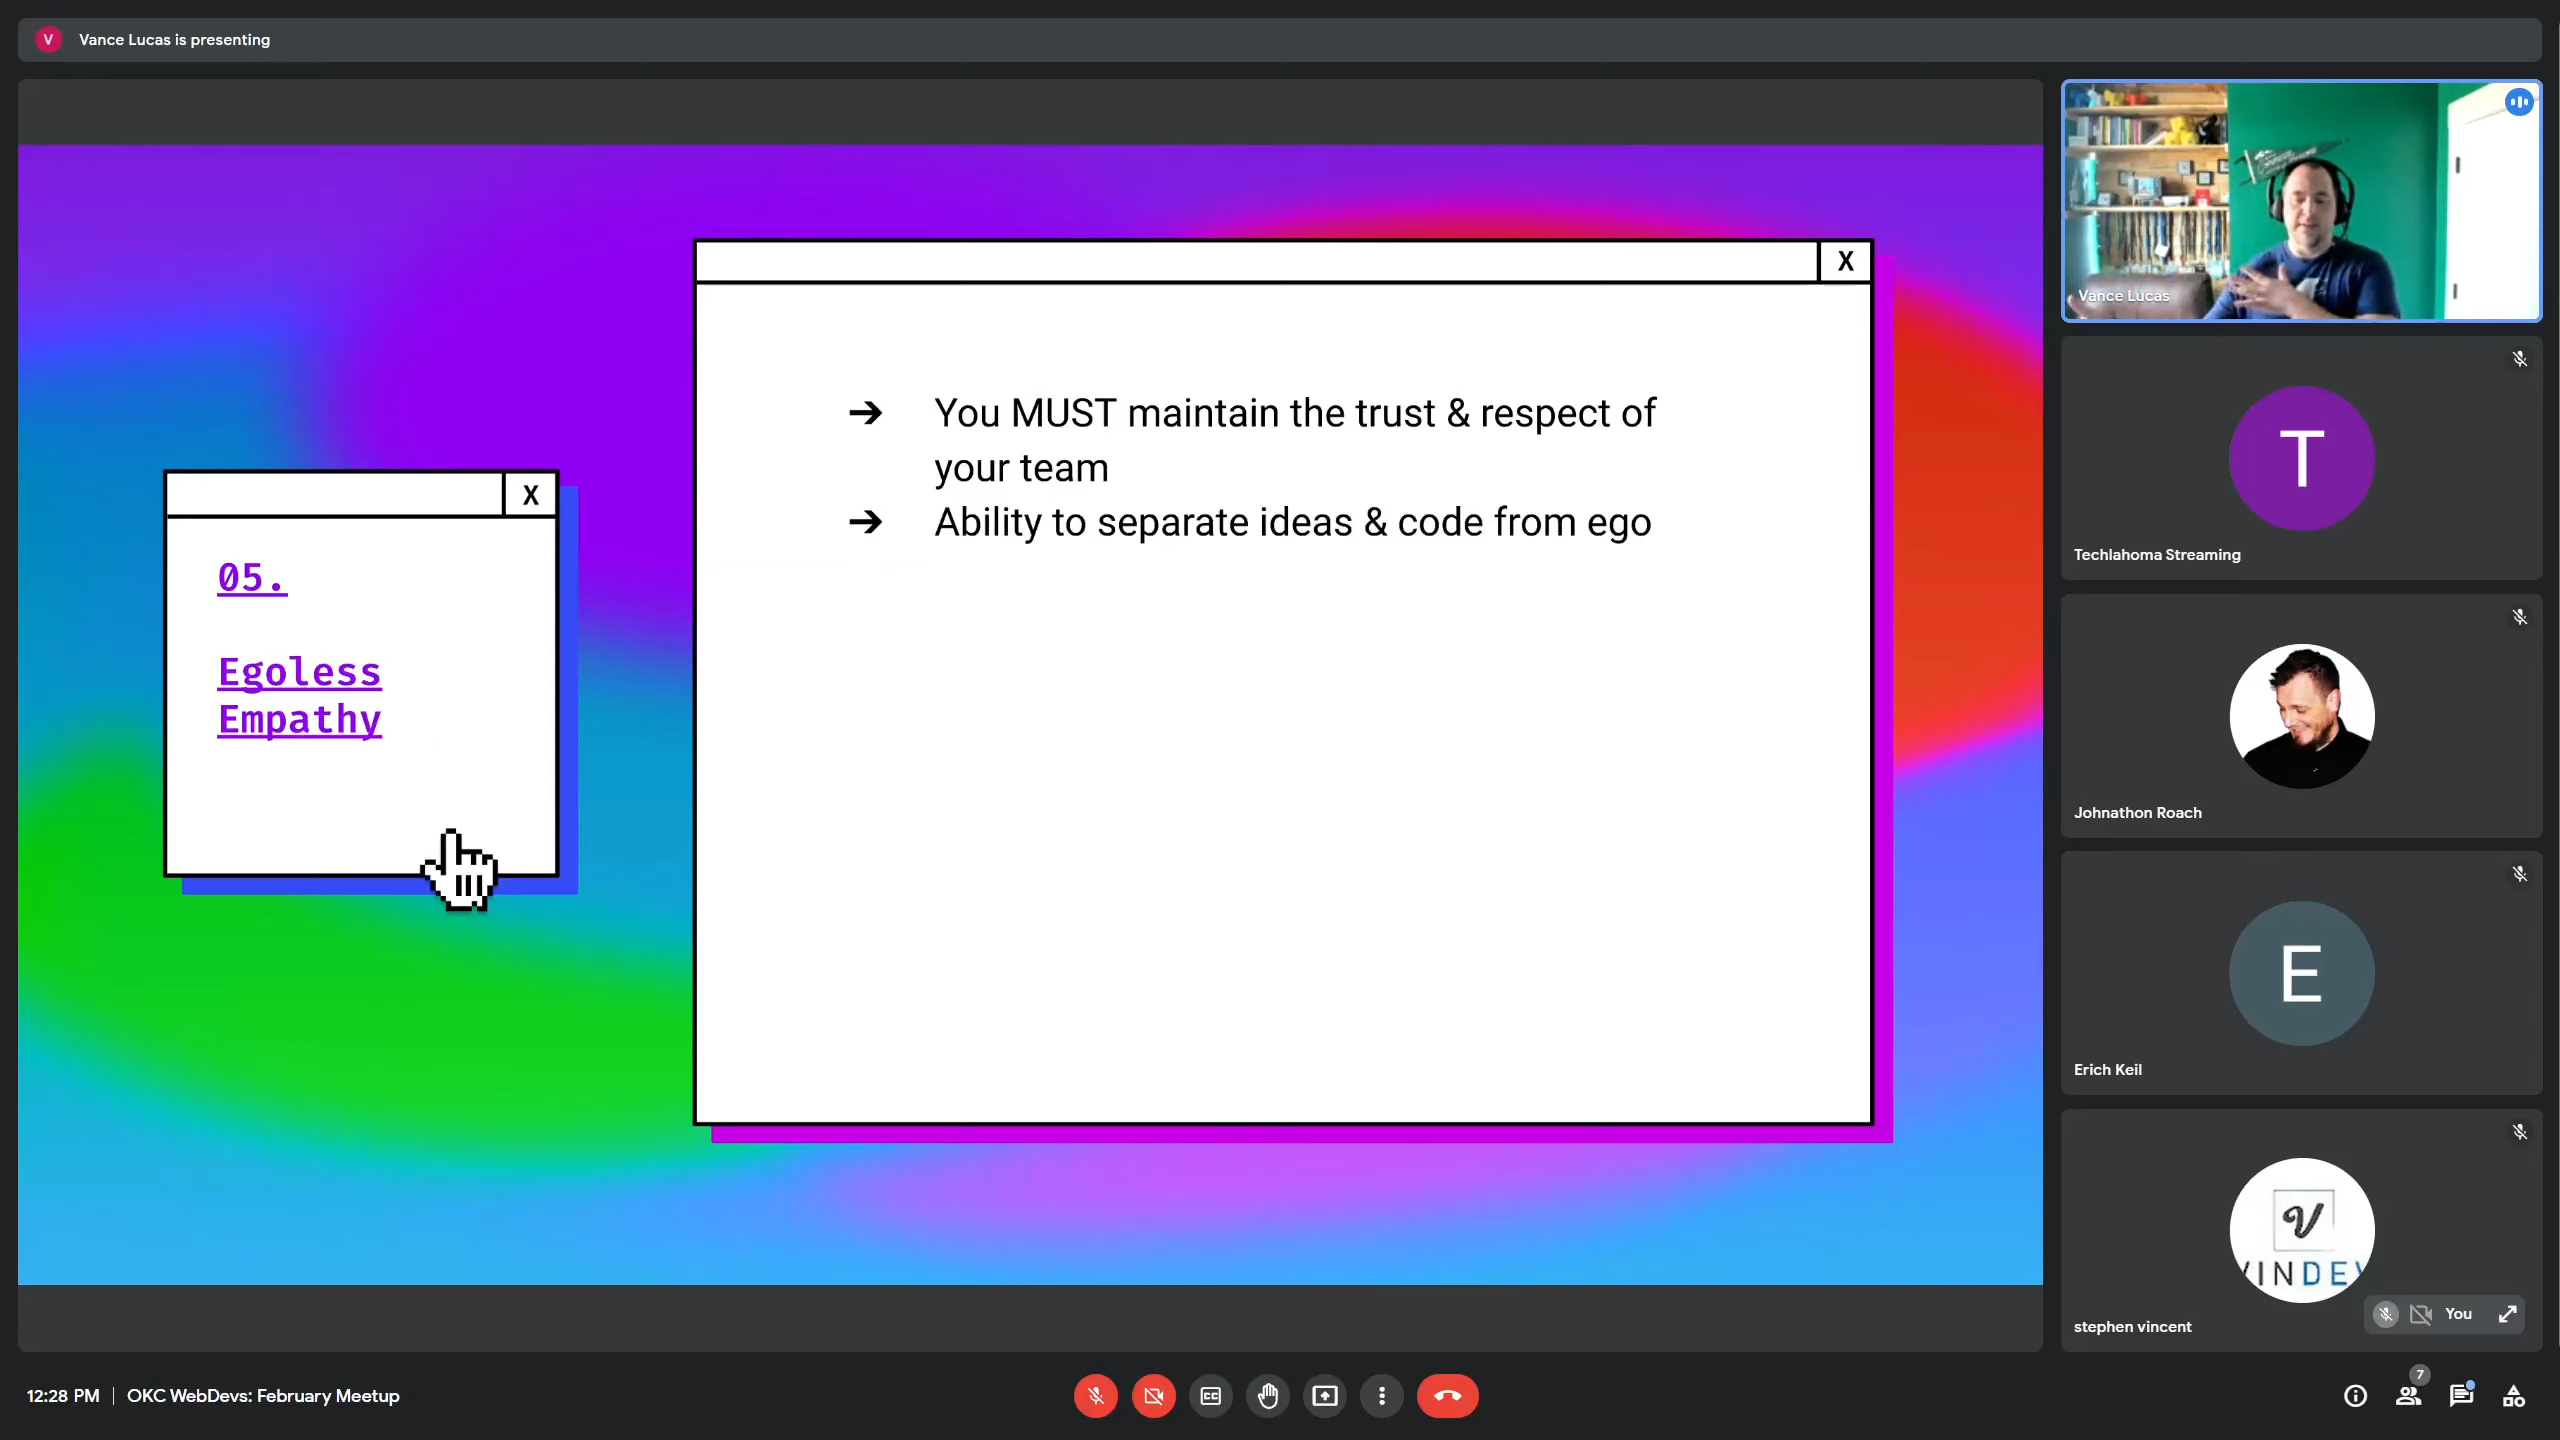 V Vance Lucas is presenting
X
05.
Egoless
Empathy
X
➔ You MUST maintain the trust & respect of
your team
➔ Ability to separate ideas & code from ego
Vance Lucas
T
Techlahoma Streaming
Johnathon Roach
E
Erich Keil
V
VINDEV
stephen vincent
You
12:28 PM | OKC WebDevs: February Meetup
CC
7